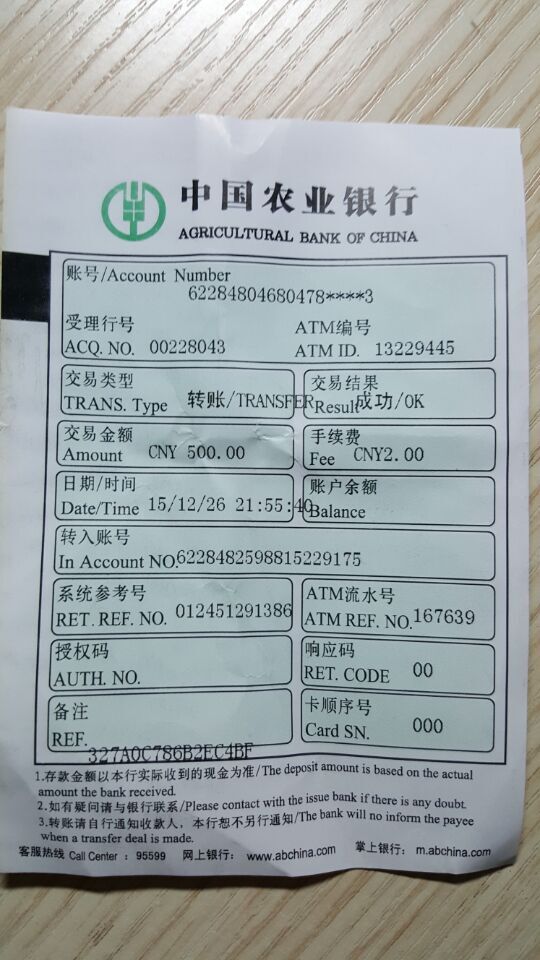 中国农业银行
AGRICULTURAL BANK OF CHINA
账号/Account Number
62284804680478****3
受理行号 ATM编号
ACQ. NO. 00228043 ATM ID. 13229445
交易类型 交易结果
TRANS. Type 转账/TRANSFER Result 成功/OK
交易金额 手续费
Amount CNY 500.00 Fee CNY2.00
日期/时间 账户余额
Date/Time 15/12/26 21:55:40 Balance
转入账号
In Account NO. 6228482598815229175
系统参考号 ATM流水号
RET. REF. NO. 012451291386 ATM REF. NO. 167639
授权码 响应码
AUTH. NO. RET. CODE 00
备注 卡顺序号
REF. Card SN. 000
327A0C786B2EC4BF
1.存款金额以本行实际收到的现金为准/The deposit amount is based on the actual
amount the bank received.
2.如有疑问请与银行联系/Please contact with the issue bank if there is any doubt.
3.转账请自行通知收款人，本行恕不另行通知/The bank will no inform the payee
when a transfer deal is made.
客服热线 Call Center：95599 网上银行：www.abchina.com 掌上银行：m.abchina.com